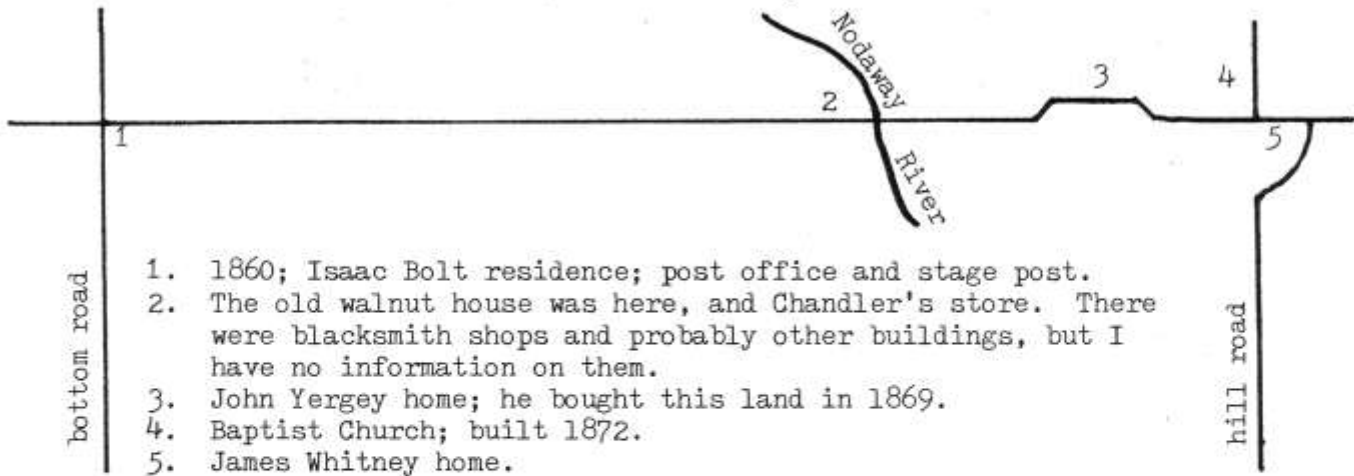 Nodaway
River
3
4
2
1
5
bottom road
hill road
1. 1860; Isaac Bolt residence; post office and stage post.
2. The old walnut house was here, and Chandler's store. There
were blacksmith shops and probably other buildings, but I
have no information on them.
3. John Yergey home; he bought this land in 1869.
4. Baptist Church; built 1872.
5. James Whitney home.